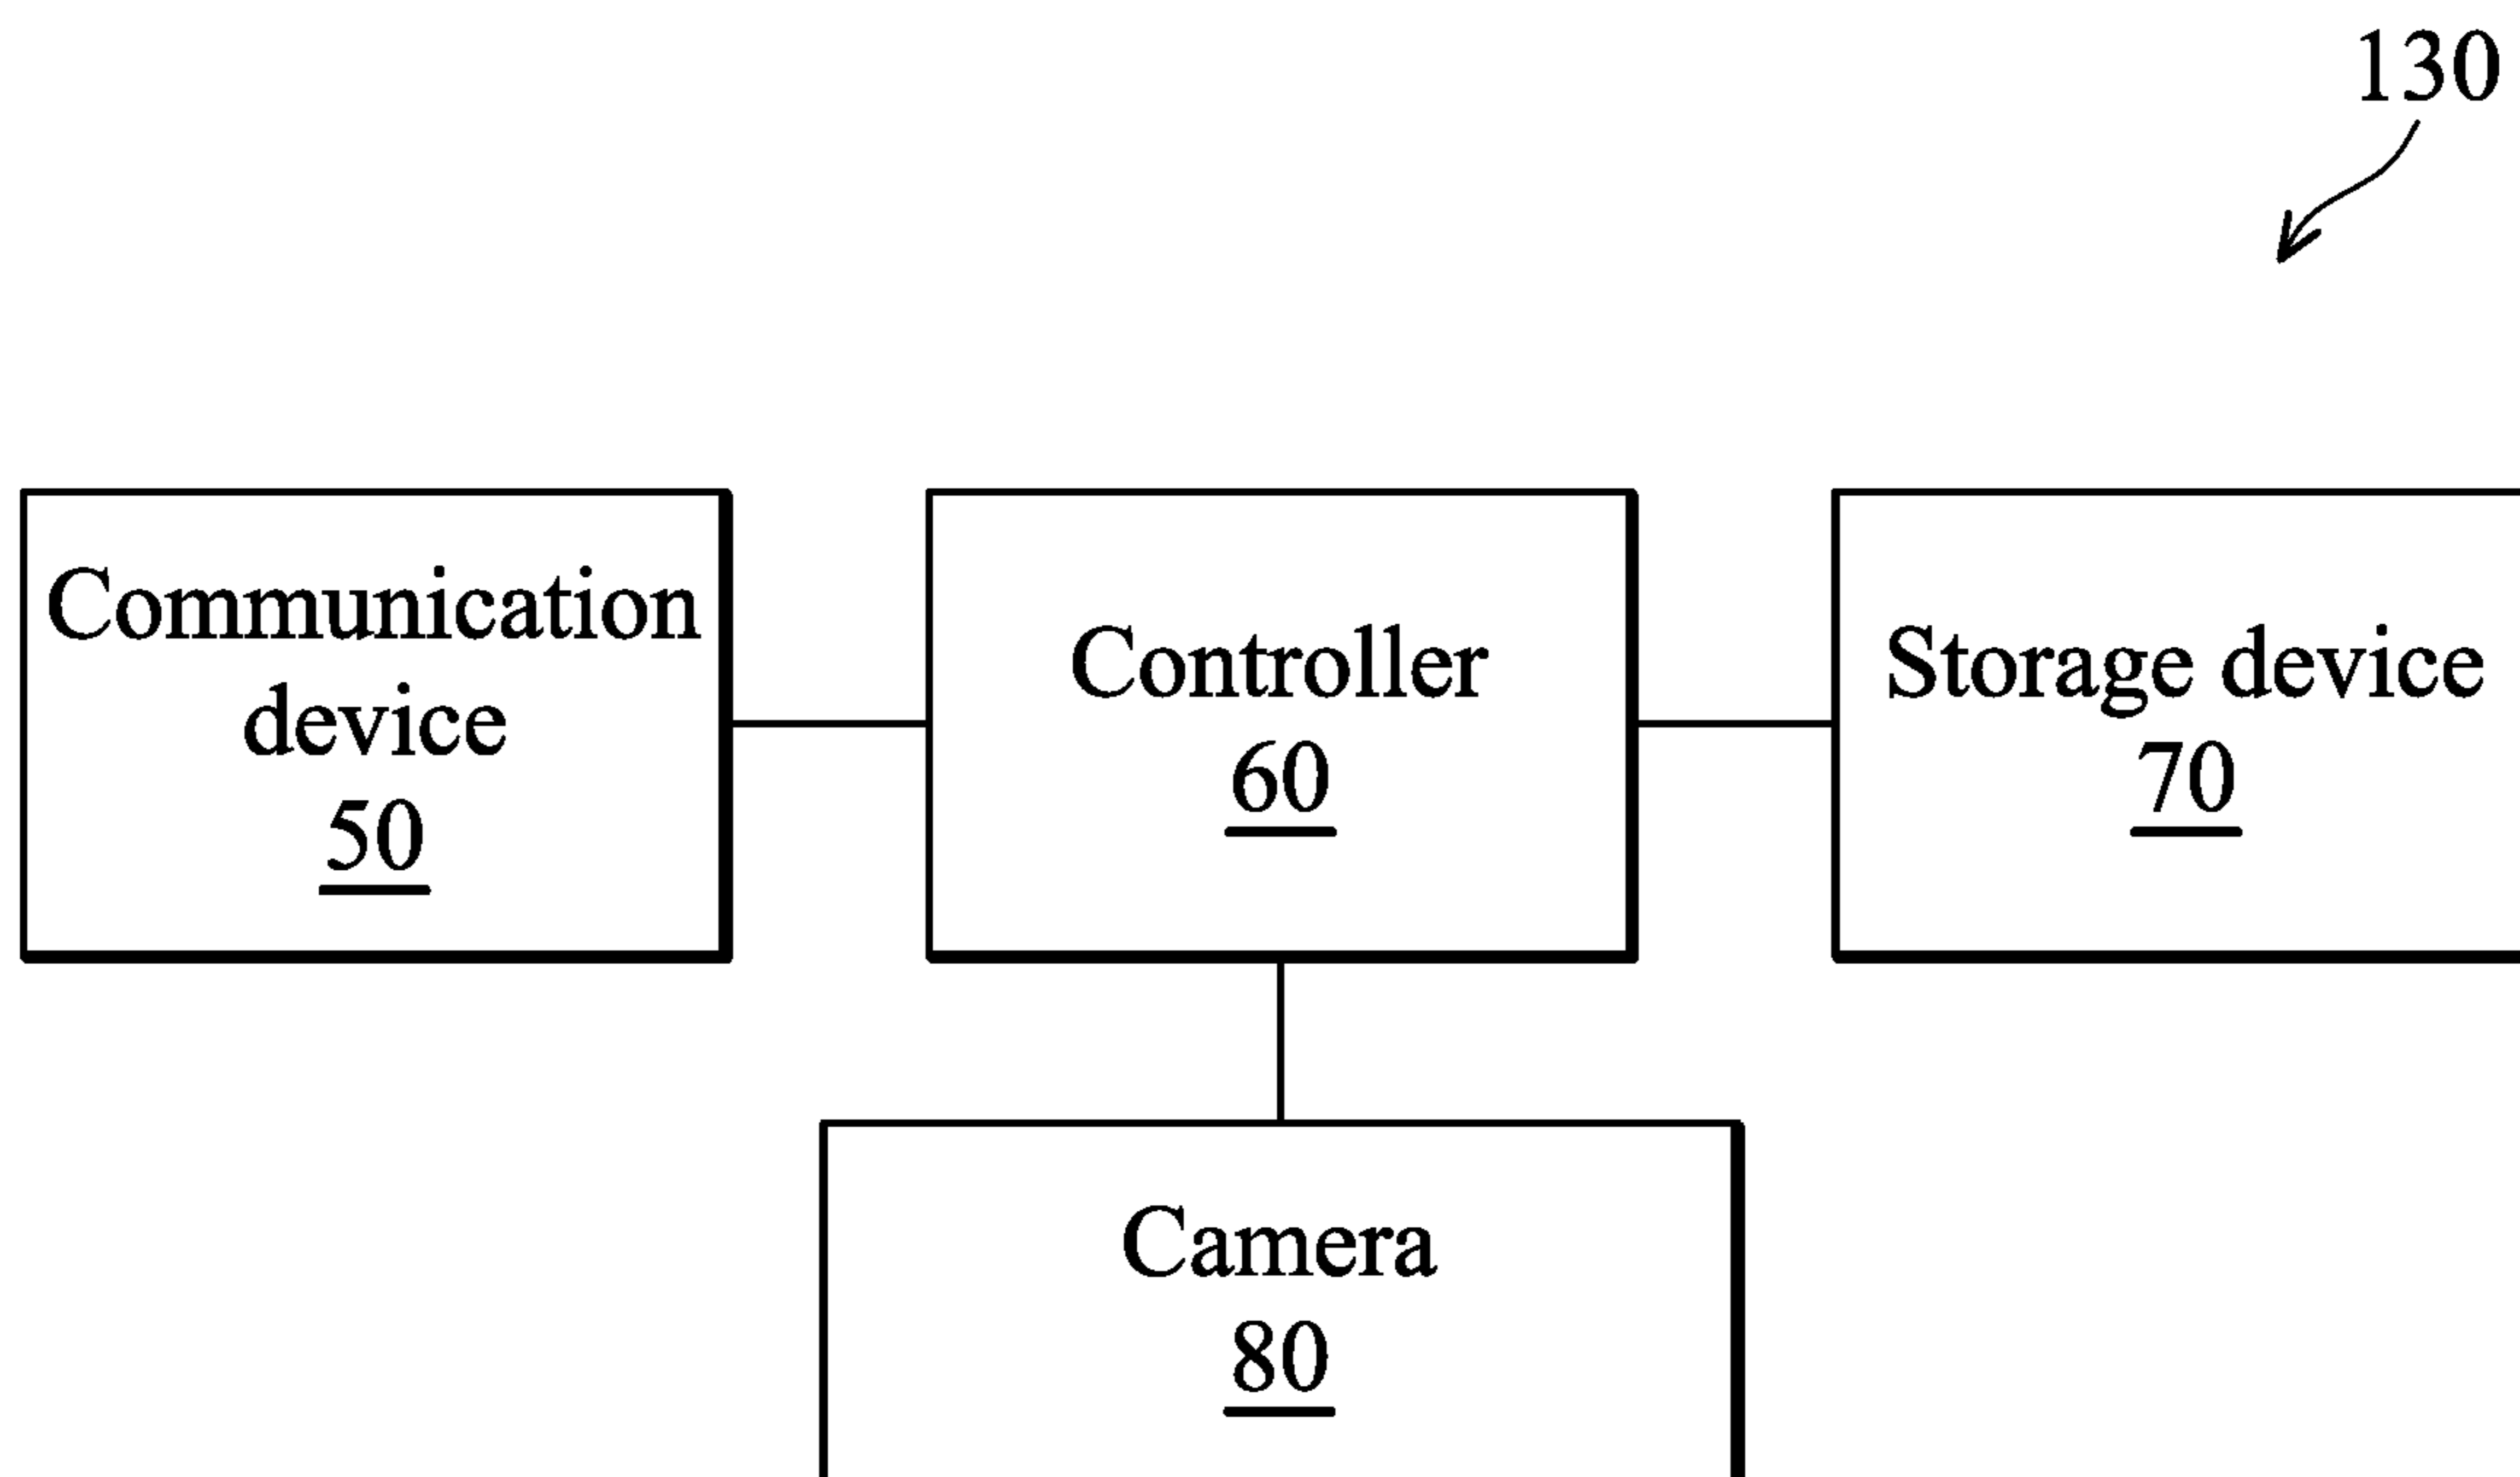 130
Communication
device
50
Controller
60
Storage device
70
Camera
80